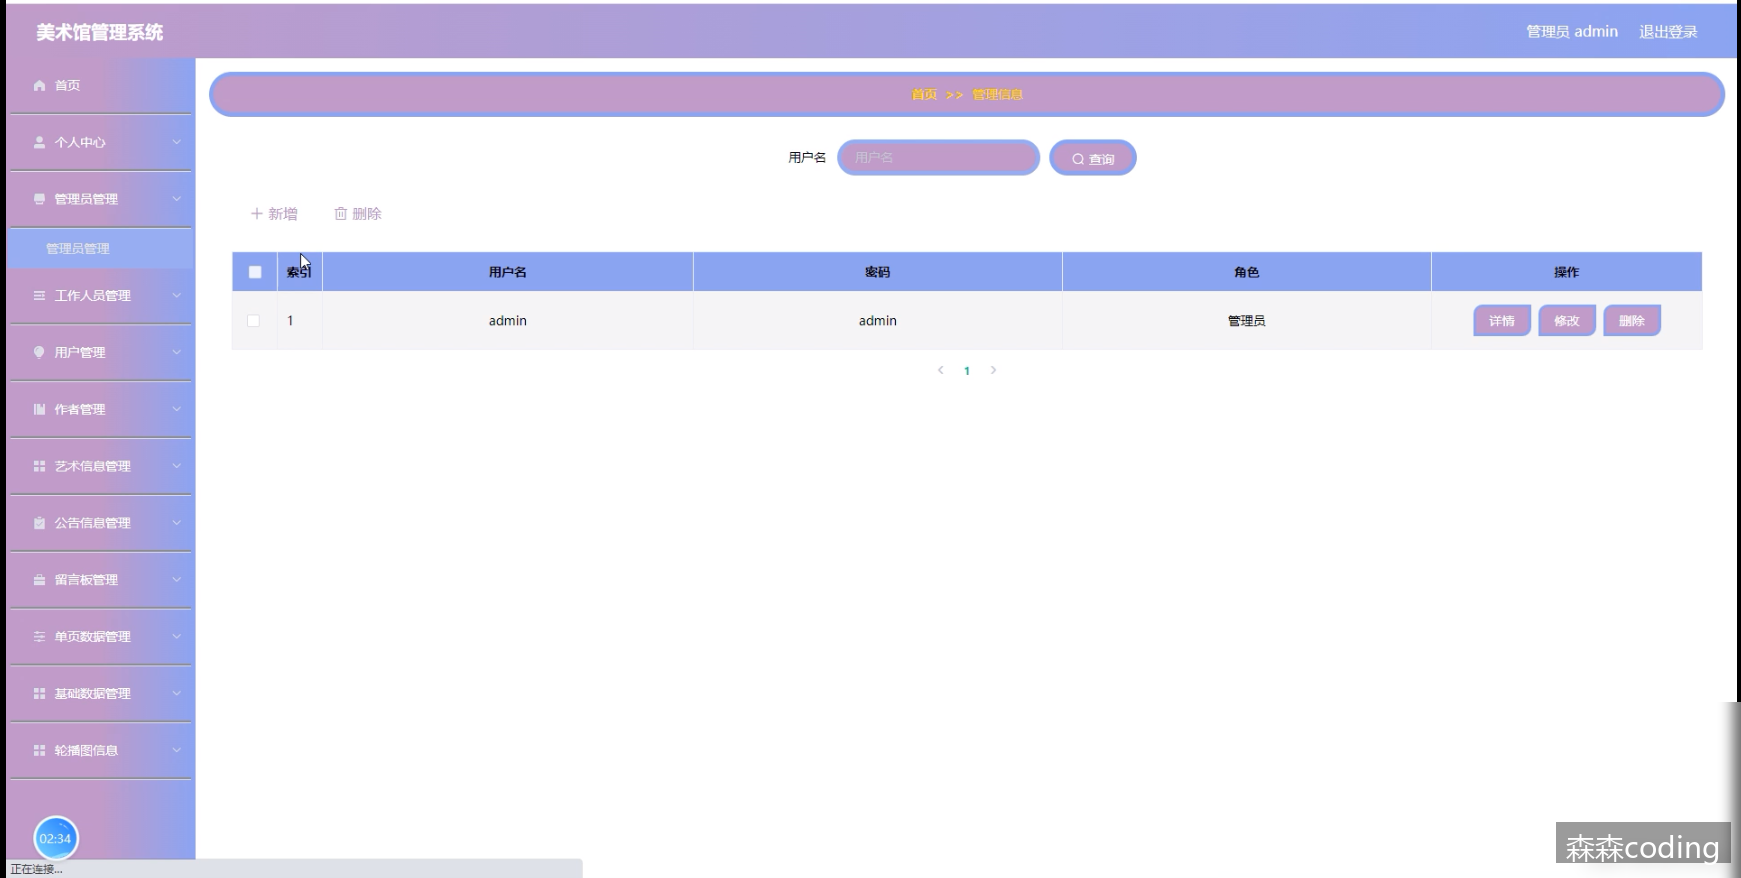 美术馆管理系统
管理员 admin 退出登录
首页
个人中心
管理员管理
管理员管理
工作人员管理
用户管理
作者管理
艺术信息管理
公告信息管理
留言板管理
单页数据管理
基础数据管理
轮播图信息
02:34
正在连接...
首页 >> 管理信息
用户名 用户名 查询
新增 删除
索引 用户名 密码 角色 操作
1 admin admin 管理员 详情 修改 删除
1
森森coding